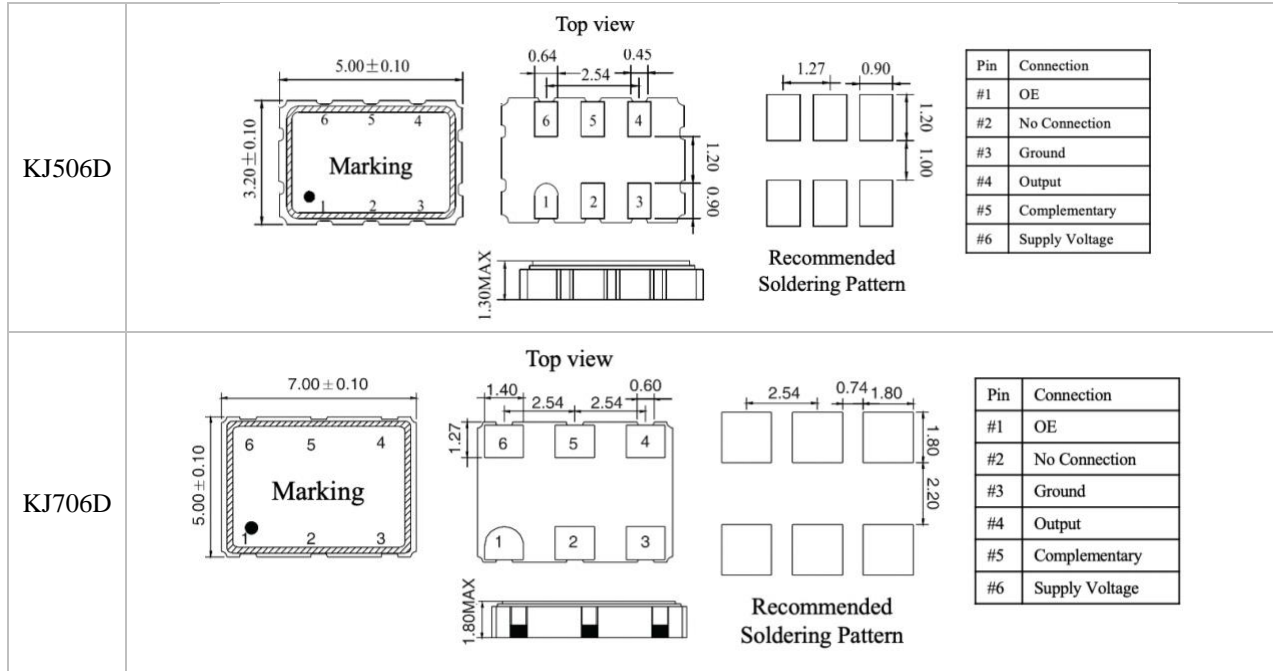 KJ506D
Top view
5.00±0.10
3.20±0.10
6 5 4
Marking
1 2 3
0.64
0.45
2.54
6 5 4
1.20
0.90
1 2 3
1.30MAX
1.27
0.90
1.20
1.00
Recommended
Soldering Pattern
Pin Connection
#1 OE
#2 No Connection
#3 Ground
#4 Output
#5 Complementary
#6 Supply Voltage
KJ706D
Top view
7.00±0.10
5.00±0.10
6 5 4
Marking
1 2 3
1.40
0.60
2.54 2.54
1.27
6 5 4
1 2 3
1.80MAX
2.54
0.74
1.80
1.80
2.20
Recommended
Soldering Pattern
Pin Connection
#1 OE
#2 No Connection
#3 Ground
#4 Output
#5 Complementary
#6 Supply Voltage